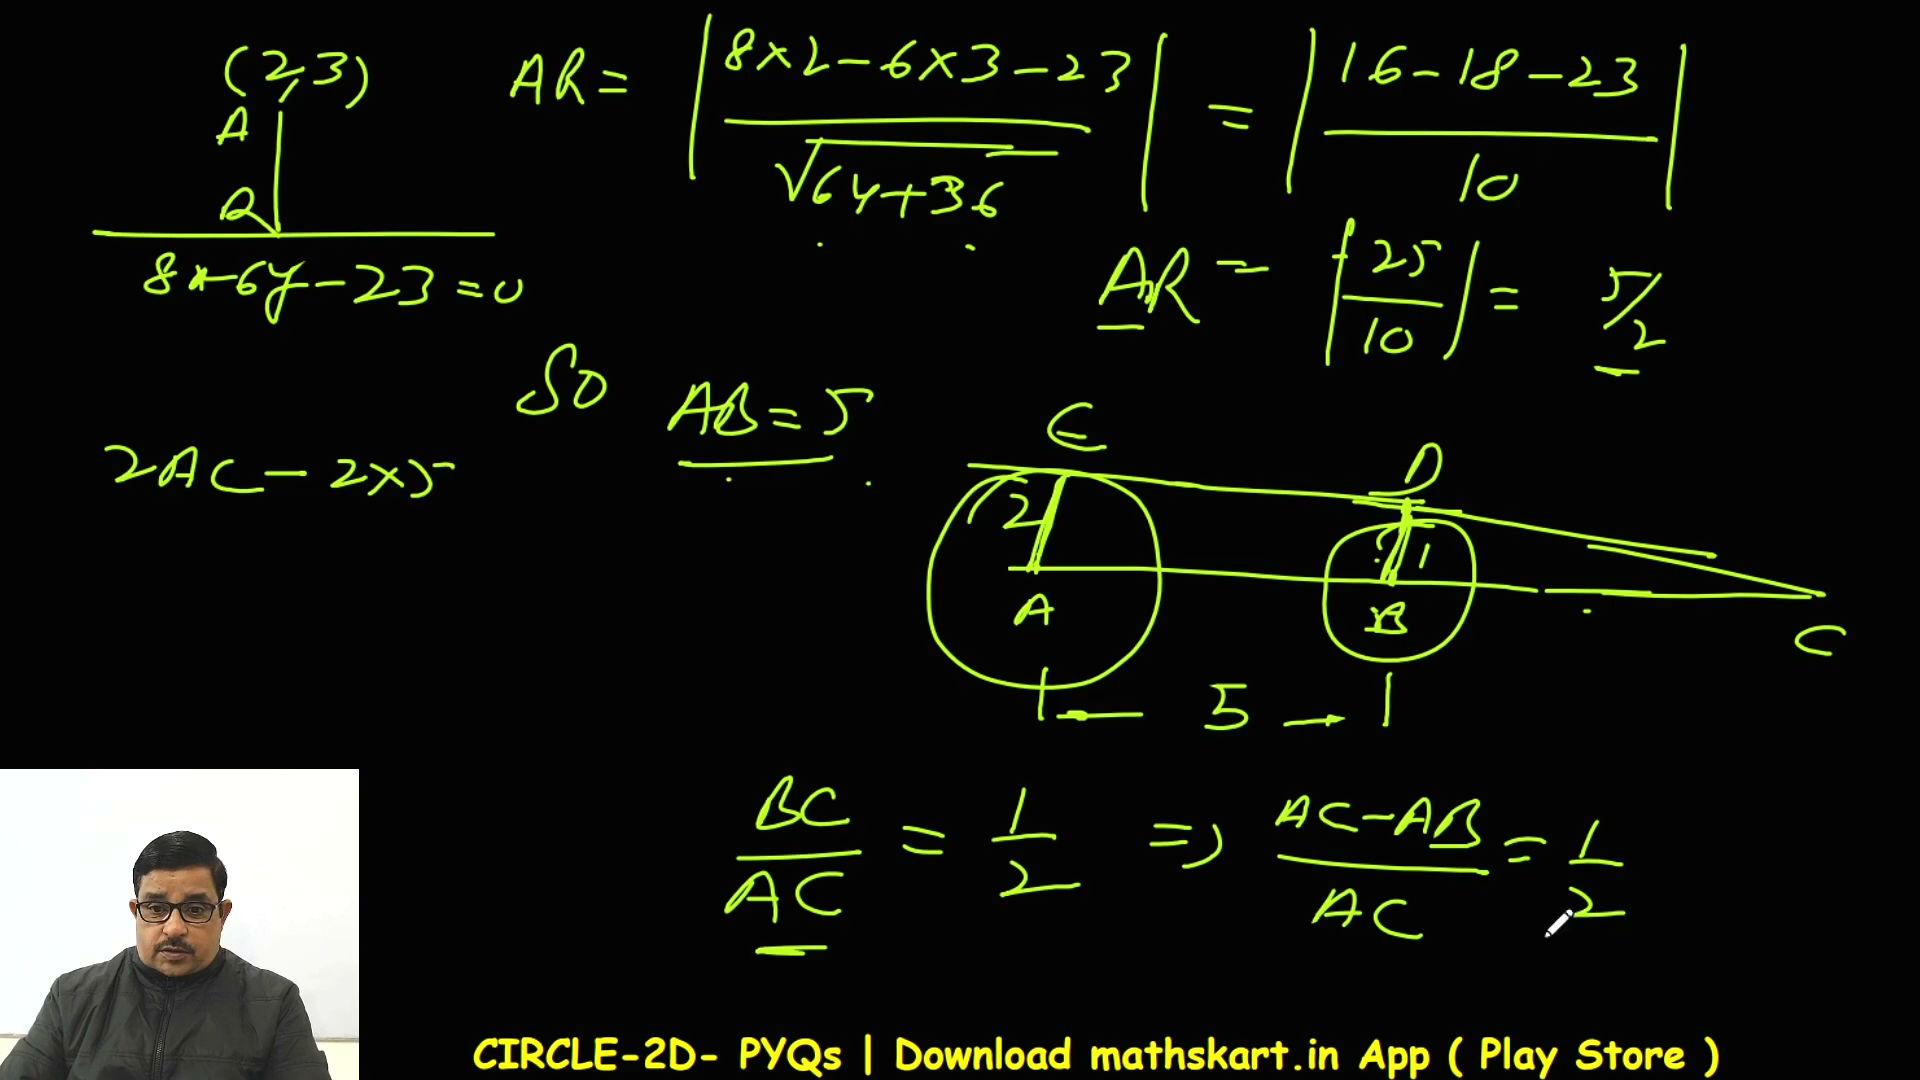 (2,3) AR = |8×2-6×3-23 / √64+36| = |16-18-23 / 10|
A
R
8x-6y-23=0
AR = |-25/10| = 5/2
So AB=5
2AC-2×5
E D
2 1
A B C
5
BC/AC = 1/2 ⇒ AC-AB/AC = 1/2
CIRCLE-2D- PYQs | Download mathskart.in App ( Play Store )